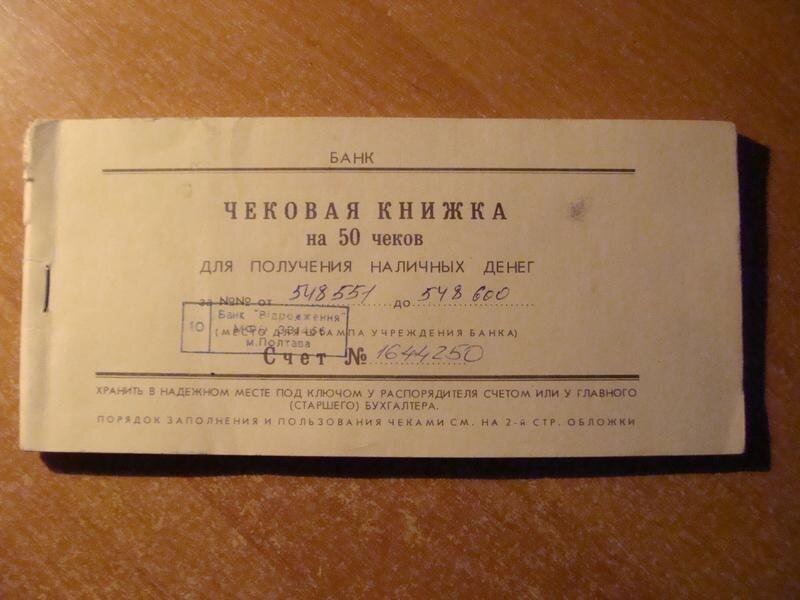 БАНК
ЧЕКОВАЯ КНИЖКА
на 50 чеков
ДЛЯ ПОЛУЧЕНИЯ НАЛИЧНЫХ ДЕНЕГ
за №№ от 548551 до 548600
10
Банк "Відродження"
(МЕСТО ДЛЯ ШТАМПА УЧРЕЖДЕНИЯ БАНКА)
МФО
м.Полтава
Счет № 1644250
ХРАНИТЬ В НАДЕЖНОМ МЕСТЕ ПОД КЛЮЧОМ У РАСПОРЯДИТЕЛЯ СЧЕТОМ ИЛИ У ГЛАВНОГО
(СТАРШЕГО) БУХГАЛТЕРА.
ПОРЯДОК ЗАПОЛНЕНИЯ И ПОЛЬЗОВАНИЯ ЧЕКАМИ СМ. НА 2-й СТР. ОБЛОЖКИ